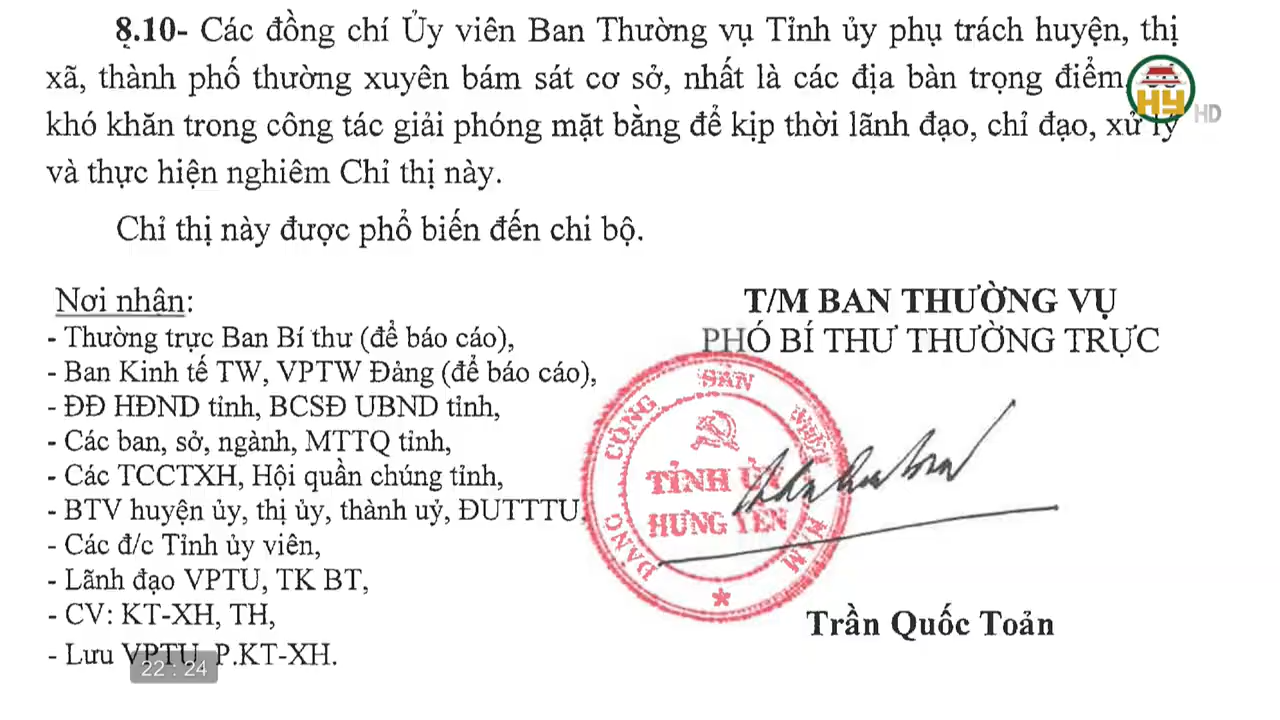 8.10- Các đồng chí Ủy viên Ban Thường vụ Tỉnh ủy phụ trách huyện, thị
xã, thành phố thường xuyên bám sát cơ sở, nhất là các địa bàn trọng điểm,
khó khăn trong công tác giải phóng mặt bằng để kịp thời lãnh đạo, chỉ đạo, xử lý
và thực hiện nghiêm Chỉ thị này.
HY HD
Chỉ thị này được phổ biến đến chi bộ.
Nơi nhận:
- Thường trực Ban Bí thư (để báo cáo),
- Ban Kinh tế TW, VPTW Đảng (để báo cáo),
- ĐĐ HĐND tỉnh, BCSĐ UBND tỉnh,
- Các ban, sở, ngành, MTTQ tỉnh,
- Các TCCTXH, Hội quần chúng tỉnh,
- BTV huyện ủy, thị ủy, thành uỷ, ĐUTTTU,
- Các đ/c Tỉnh ủy viên,
- Lãnh đạo VPTU, TK BT,
- CV: KT-XH, TH,
- Lưu VPTU, P.KT-XH.
22 : 24
T/M BAN THƯỜNG VỤ
PHÓ BÍ THƯ THƯỜNG TRỰC
ĐẢNG CỘNG SẢN VIỆT NAM
TỈNH ỦY
HƯNG YÊN
Trần Quốc Toản